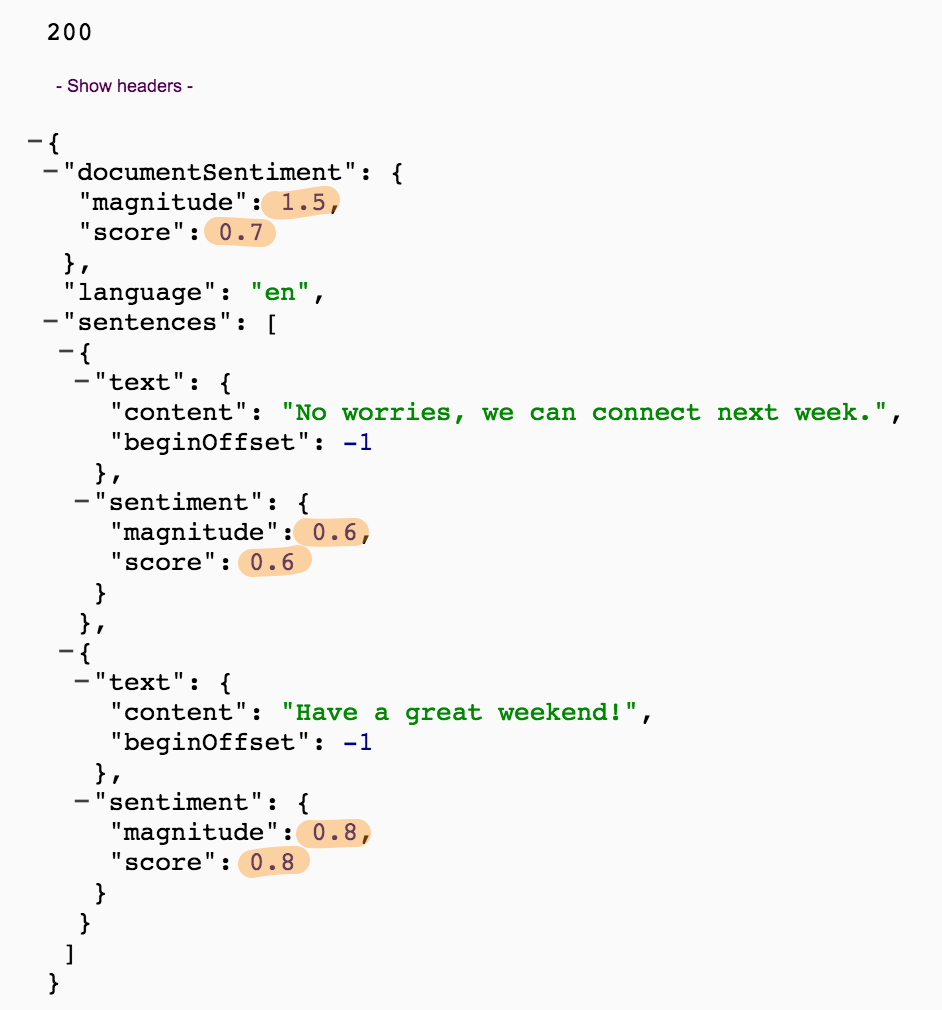 200
- Show headers -
−{
−"documentSentiment": {
"magnitude": 1.5,
"score": 0.7
},
"language": "en",
−"sentences": [
−{
−"text": {
"content": "No worries, we can connect next week.",
"beginOffset": −1
},
−"sentiment": {
"magnitude": 0.6,
"score": 0.6
}
},
−{
−"text": {
"content": "Have a great weekend!",
"beginOffset": −1
},
−"sentiment": {
"magnitude": 0.8,
"score": 0.8
}
}
]
}